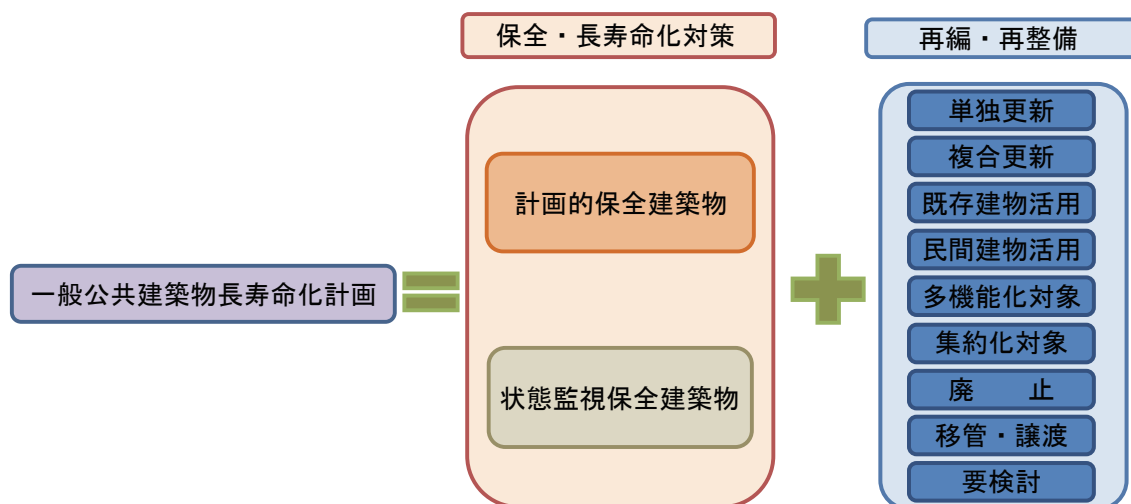 保全・長寿命化対策
再編・再整備
一般公共建築物長寿命化計画
計画的保全建築物
状態監視保全建築物
単独更新
複合更新
既存建物活用
民間建物活用
多機能化対象
集約化対象
廃　　止
移管・譲渡
要検討